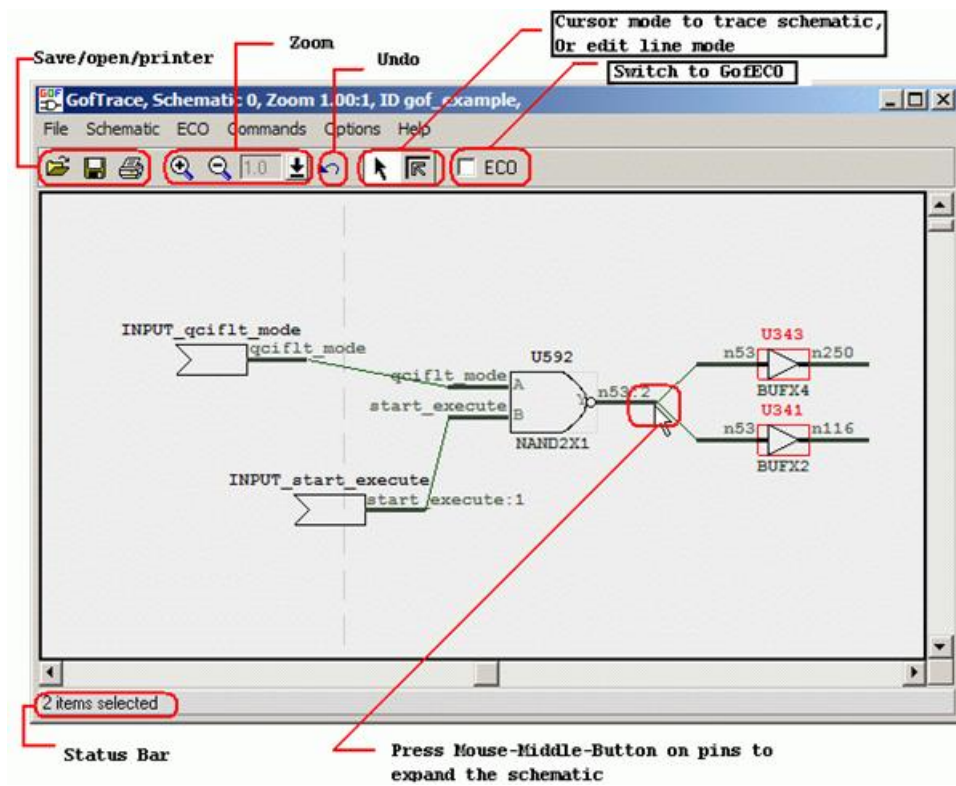 Cursor mode to trace schematic,
Or edit line mode
Zoom
Save/open/printer
Undo
Switch to GofECO
GOF
GofTrace, Schematic 0, Zoom 1.00:1, ID gof_example,
File Schematic ECO Commands Options Help
1.0
ECO
INPUT_qciflt_mode
qciflt_mode
U343
n53
n250
BUFX4
U592
qciflt_mode
A
Y
n53:2
start_execute
B
NAND2X1
U341
n53
n116
BUFX2
INPUT_start_execute
start_execute:1
2 items selected
Status Bar
Press Mouse-Middle-Button on pins to
expand the schematic